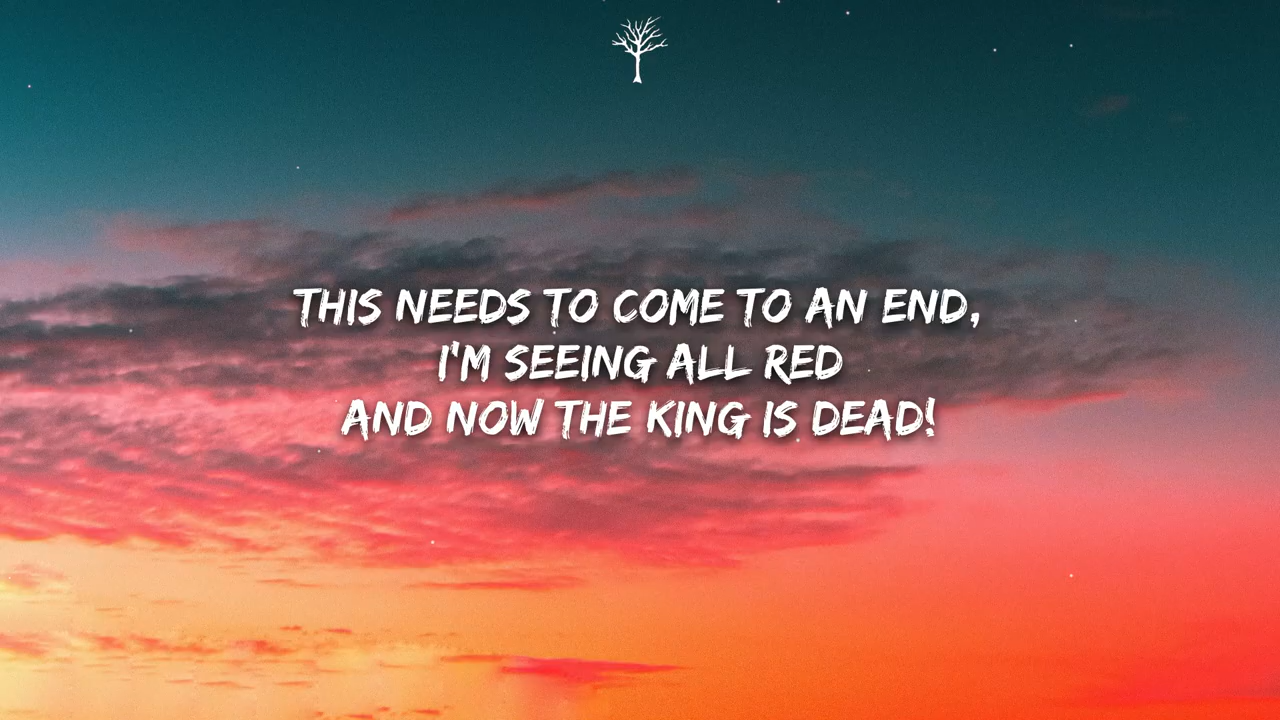 THIS NEEDS TO COME TO AN END,
I'M SEEING ALL RED
AND NOW THE KING IS DEAD!